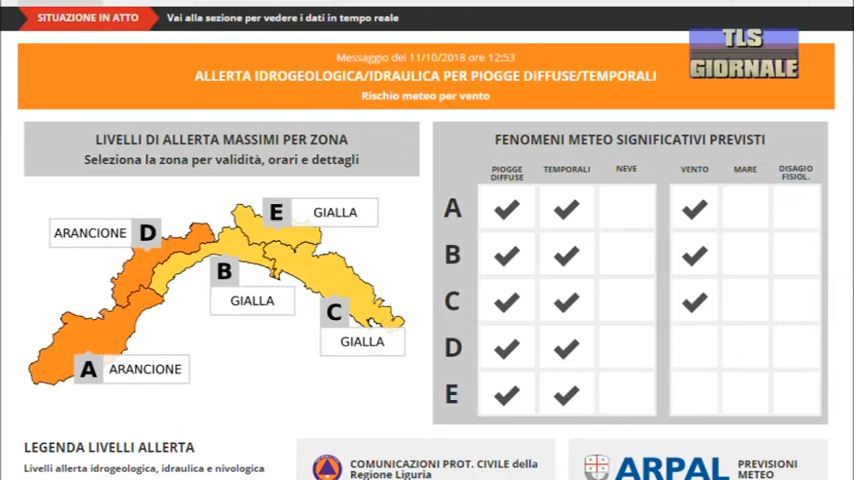 SITUAZIONE IN ATTO
Vai alla sezione per vedere i dati in tempo reale
TLS
GIORNALE
Messaggio del 11/10/2018 ore 12:53
ALLERTA IDROGEOLOGICA/IDRAULICA PER PIOGGE DIFFUSE/TEMPORALI
Rischio meteo per vento
LIVELLI DI ALLERTA MASSIMI PER ZONA
Seleziona la zona per validità, orari e dettagli
E GIALLA
ARANCIONE D
B
GIALLA
C
GIALLA
A ARANCIONE
FENOMENI METEO SIGNIFICATIVI PREVISTI
PIOGGE DIFFUSE TEMPORALI NEVE VENTO MARE DISAGIO FISIOL.
A
B
C
D
E
LEGENDA LIVELLI ALLERTA
Livelli allerta idrogeologica, idraulica e nivologica
COMUNICAZIONI PROT. CIVILE della
Regione Liguria
ARPAL
PREVISIONI
METEO